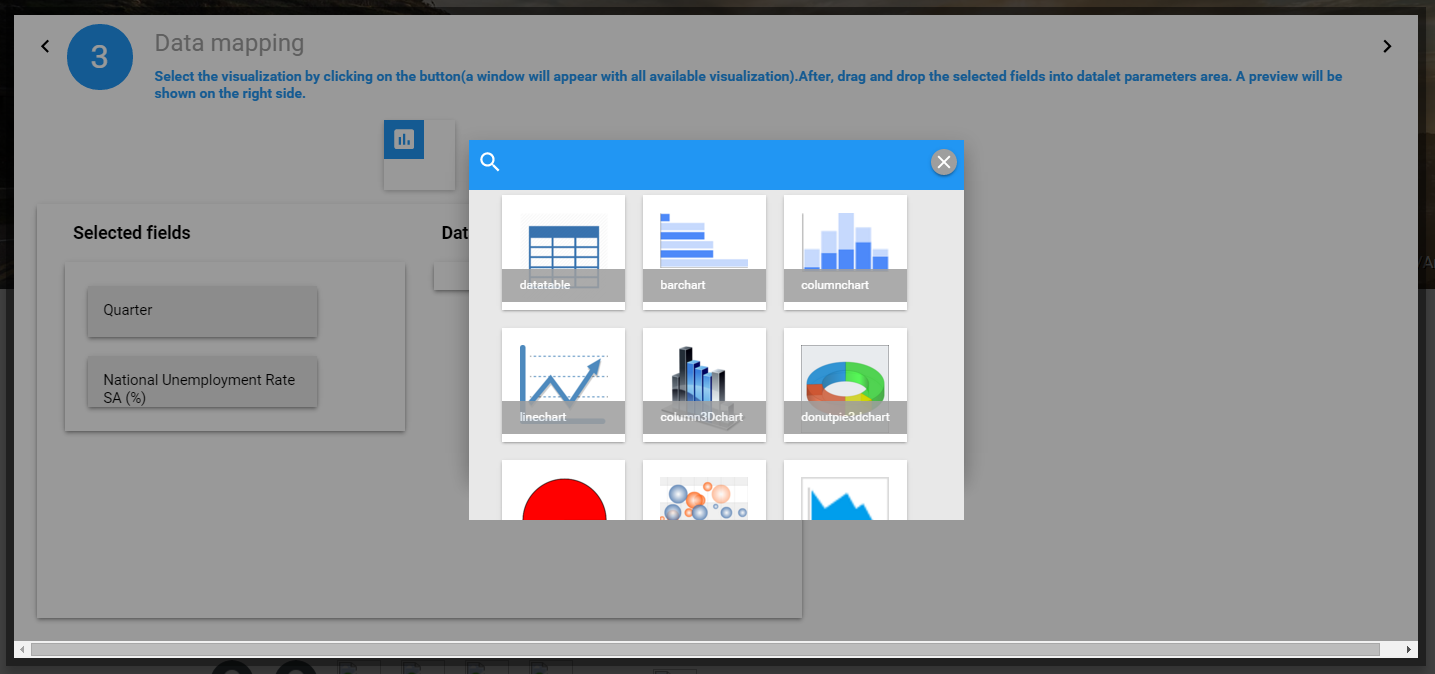 3
Data mapping
Select the visualization by clicking on the button(a window will appear with all available visualization).After, drag and drop the selected fields into datalet parameters area. A preview will be
shown on the right side.
Selected fields
Dat
Quarter
National Unemployment Rate
SA (%)
datatable
barchart
columnchart
linechart
column3Dchart
donutpie3dchart